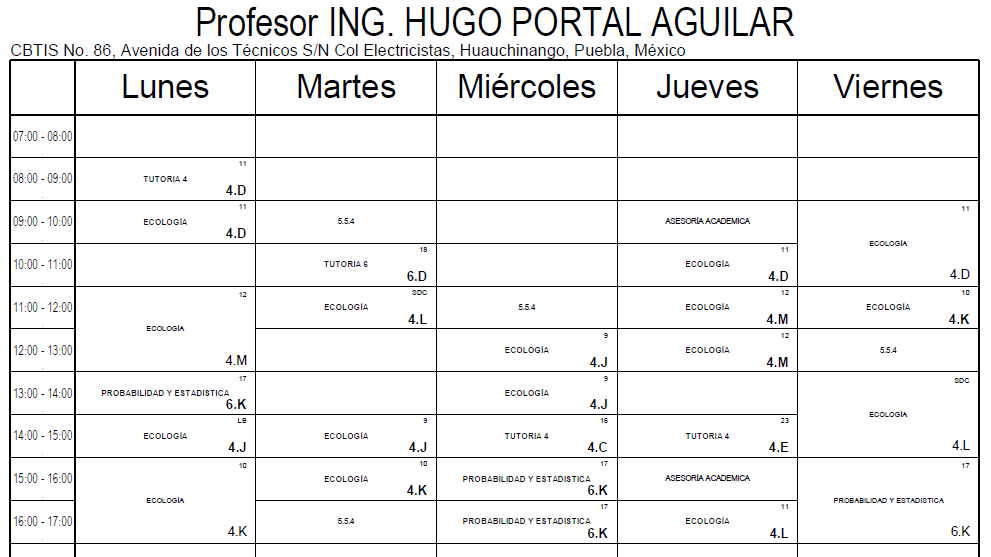 Profesor ING. HUGO PORTAL AGUILAR
CBTIS No. 86, Avenida de los Técnicos S/N Col Electricistas, Huauchinango, Puebla, México
Lunes Martes Miércoles Jueves Viernes
07:00 - 08:00
08:00 - 09:00 TUTORIA 4 11 4.D
09:00 - 10:00 ECOLOGÍA 11 4.D 5.5.4 ASESORÍA ACADEMICA ECOLOGÍA 11 4.D
10:00 - 11:00 TUTORIA 6 18 6.D ECOLOGÍA 11 4.D
11:00 - 12:00 ECOLOGÍA 12 4.M ECOLOGÍA SDC 4.L 5.5.4 ECOLOGÍA 12 4.M ECOLOGÍA 10 4.K
12:00 - 13:00 ECOLOGÍA 9 4.J ECOLOGÍA 12 4.M 5.5.4
13:00 - 14:00 PROBABILIDAD Y ESTADISTICA 17 6.K ECOLOGÍA 9 4.J ECOLOGÍA SDC 4.L
14:00 - 15:00 ECOLOGÍA LB 4.J ECOLOGÍA 9 4.J TUTORIA 4 16 4.C TUTORIA 4 23 4.E
15:00 - 16:00 ECOLOGÍA 10 4.K ECOLOGÍA 10 4.K PROBABILIDAD Y ESTADISTICA 17 6.K ASESORÍA ACADEMICA PROBABILIDAD Y ESTADISTICA 17 6.K
16:00 - 17:00 5.5.4 PROBABILIDAD Y ESTADISTICA 17 6.K ECOLOGÍA 11 4.L